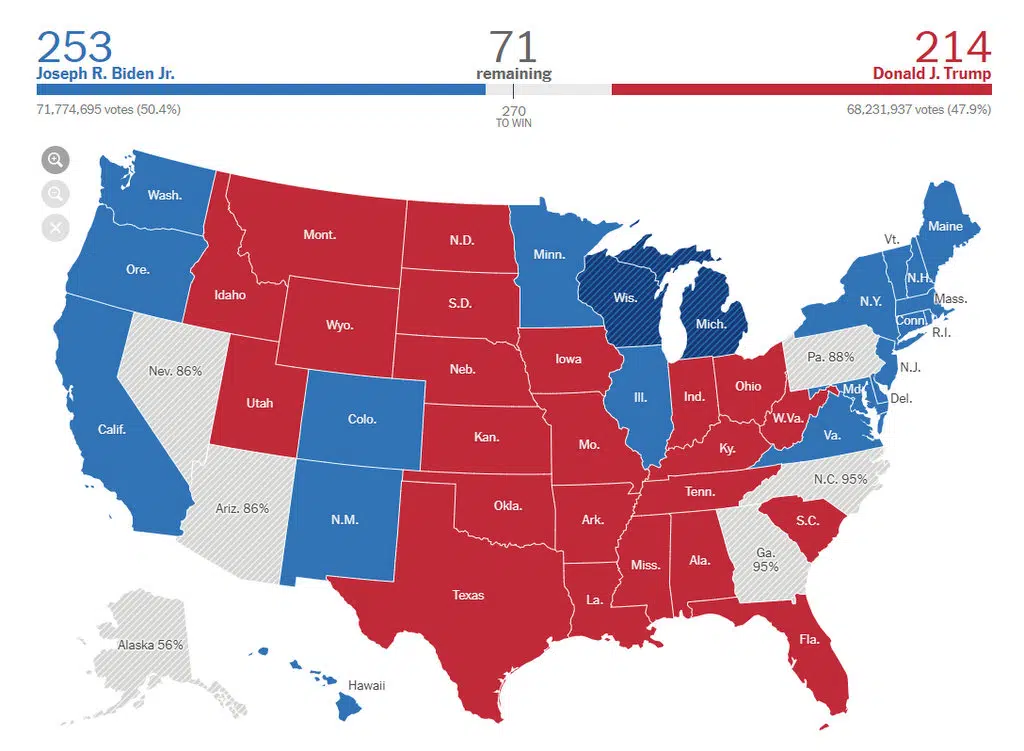 253
71
214
Joseph R. Biden Jr.
remaining
Donald J. Trump
71,774,695 votes (50.4%)
270
TO WIN
68,231,937 votes (47.9%)
Wash.
Mont.
N.D.
Minn.
Vt.
Maine
Ore.
Idaho
S.D.
Wis.
Mich.
N.H.
N.Y.
Mass.
Conn.
R.I.
Wyo.
Nev. 86%
Neb.
Iowa
Pa. 88%
N.J.
Utah
Colo.
Ill.
Ind.
Ohio
Md.
Del.
Calif.
Kan.
Mo.
W.Va.
Va.
Ky.
Ariz. 86%
N.M.
Okla.
Ark.
Tenn.
N.C. 95%
S.C.
Texas
La.
Miss.
Ala.
Ga.
95%
Fla.
Alaska 56%
Hawaii